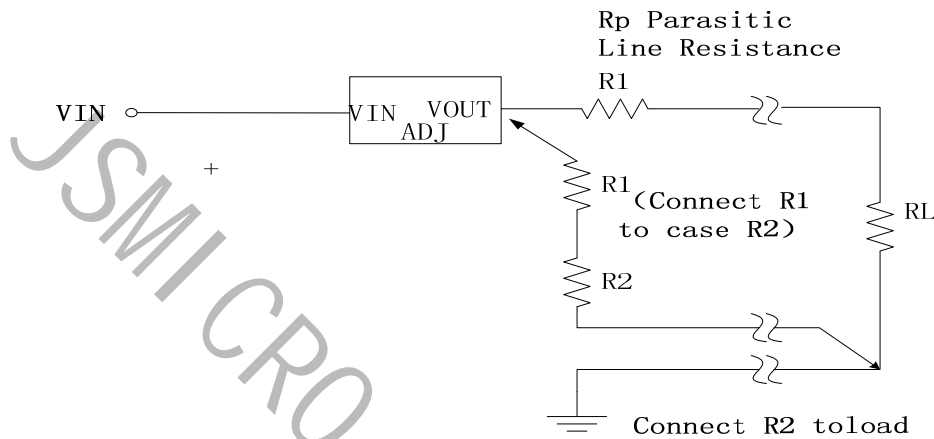 Rp Parasitic
Line Resistance
R1
VIN
VIN VOUT
ADJ
+
R1
(Connect R1
to case R2)
RL
R2
Connect R2 toload
JSMICRO